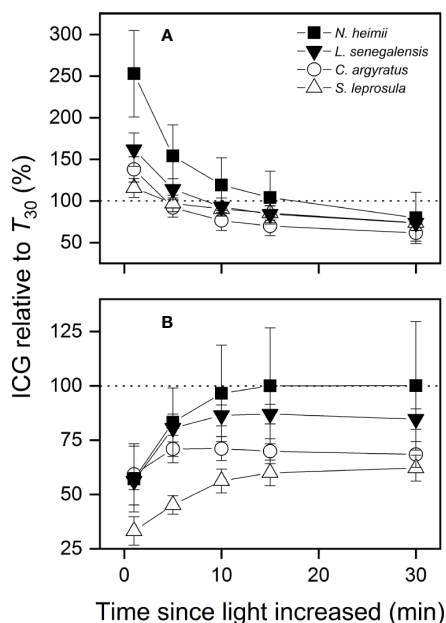 A
N. heimii
L. senegalensis
C. argyratus
S. leprosula
300
250
200
150
100
50
ICG relative to T30 (%)
B
125
100
75
50
25
0
10
20
30
Time since light increased (min)